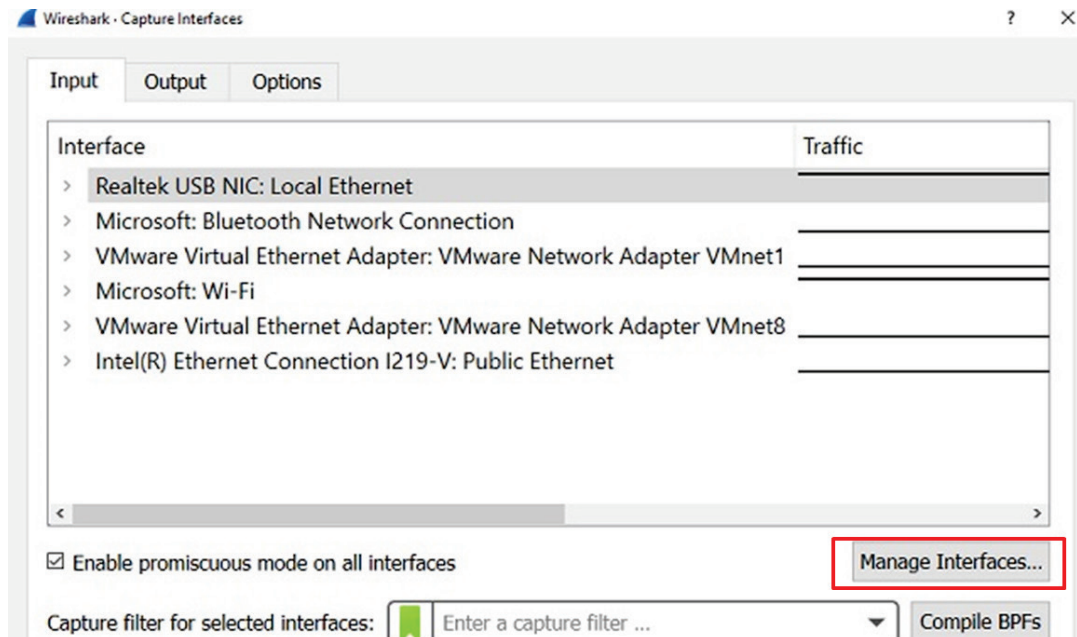 Wireshark · Capture Interfaces ? ×
Input Output Options
Interface Traffic
> Realtek USB NIC: Local Ethernet
> Microsoft: Bluetooth Network Connection
> VMware Virtual Ethernet Adapter: VMware Network Adapter VMnet1
> Microsoft: Wi-Fi
> VMware Virtual Ethernet Adapter: VMware Network Adapter VMnet8
> Intel(R) Ethernet Connection I219-V: Public Ethernet
Enable promiscuous mode on all interfaces Manage Interfaces...
Capture filter for selected interfaces: Enter a capture filter ... Compile BPFs